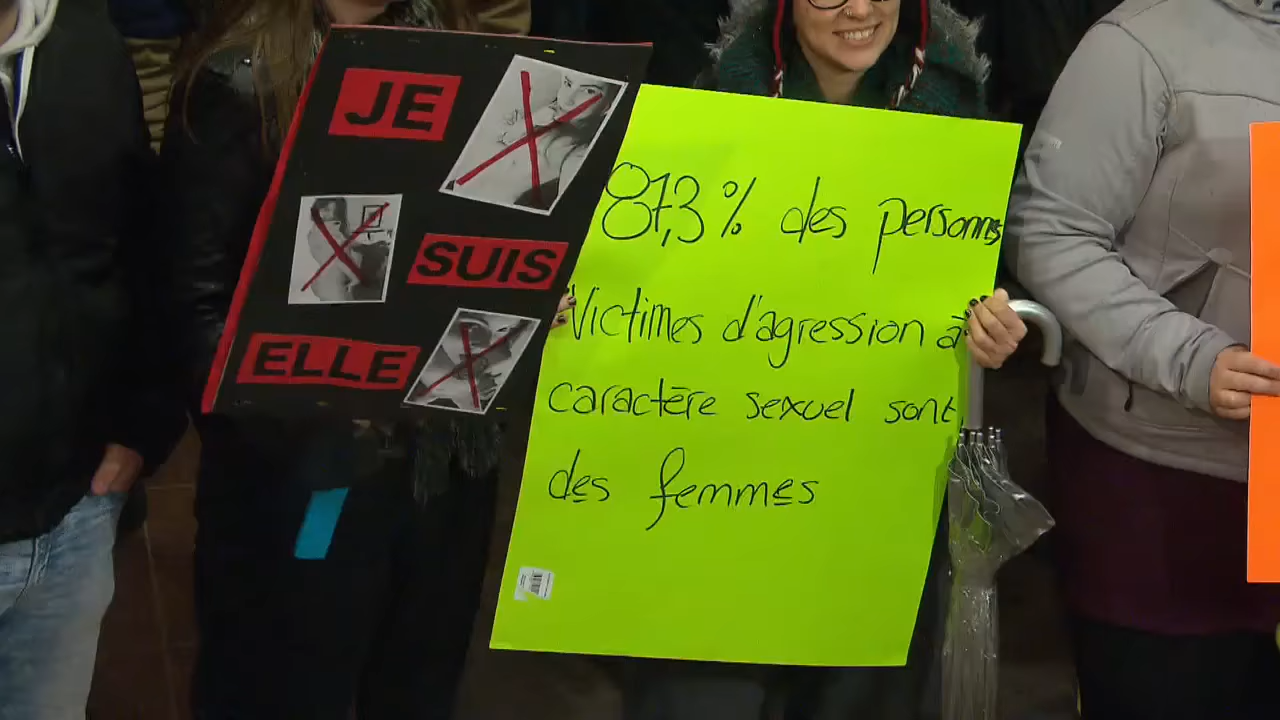 JE
SUIS
ELLE
87,3 % des personnes
Victimes d'agression à
caractère sexuel sont
des femmes